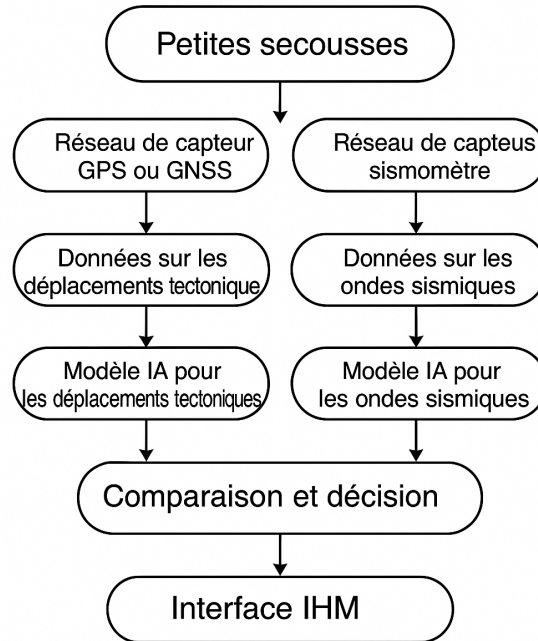 Petites secousses
Réseau de capteur
GPS ou GNSS
Réseau de capteus
sismomètre
Données sur les
déplacements tectonique
Données sur les
ondes sismiques
Modèle IA pour
les déplacements tectoniques
Modèle IA pour
les ondes sismiques
Comparaison et décision
Interface IHM